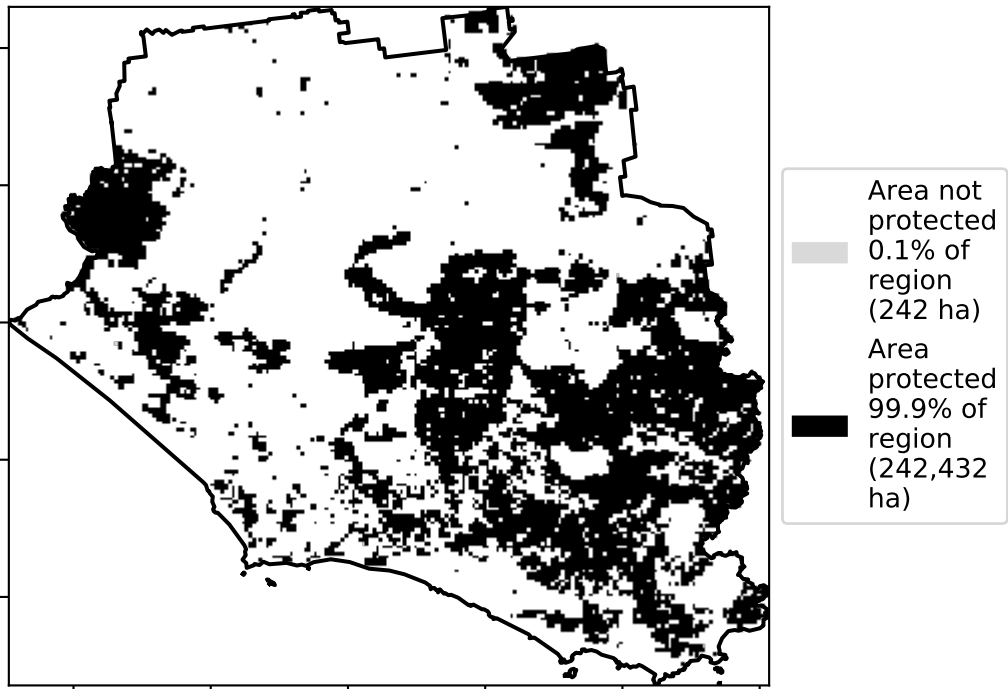 Area not
protected
0.1% of
region
(242 ha)
Area
protected
99.9% of
region
(242,432
ha)